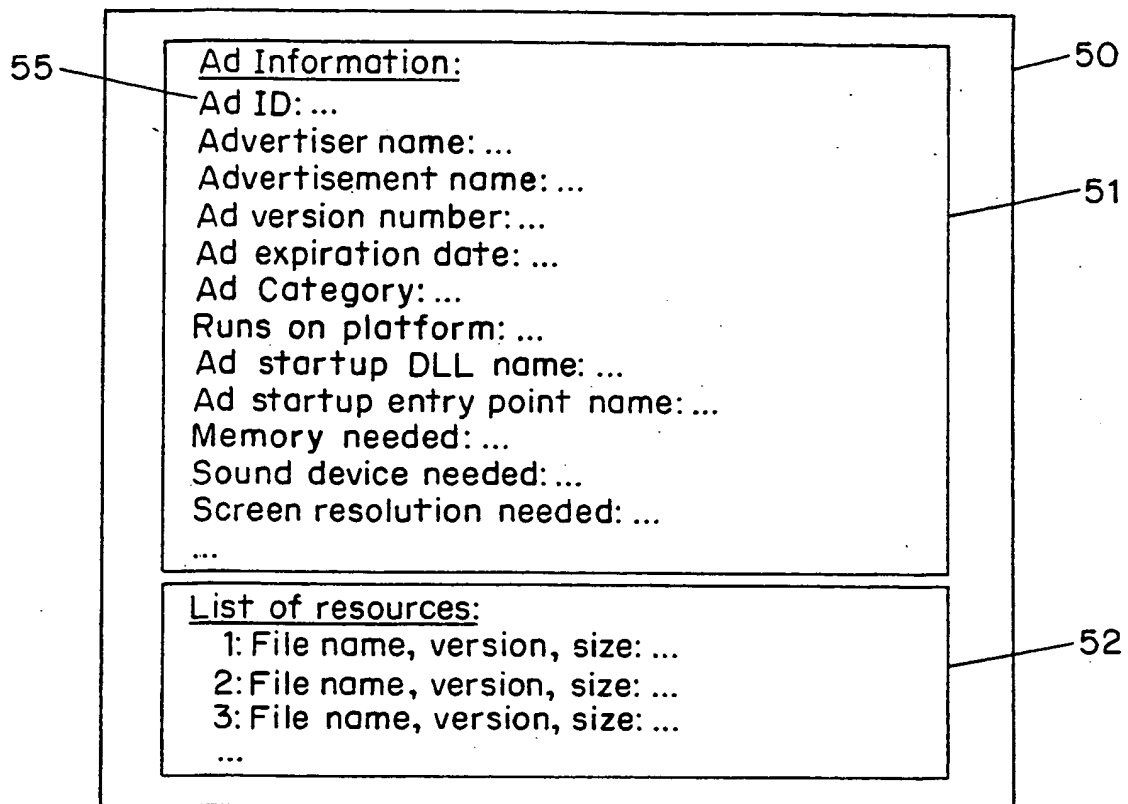 55
50
Ad Information:
Ad ID: ...
Advertiser name: ...
Advertisement name: ...
51
Ad version number: ...
Ad expiration date: ...
Ad Category: ...
Runs on platform: ...
Ad startup DLL name: ...
Ad startup entry point name: ...
Memory needed: ...
Sound device needed: ...
Screen resolution needed: ...
....
List of resources:
1: File name, version, size: ...
52
2: File name, version, size: ...
3: File name, version, size: ...
...